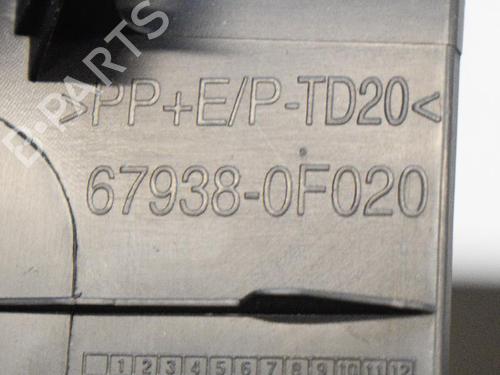 B-PARTS
>PP+E/P-TD20<
67938-0F020
1 2 3 4 5 6 7 8 9 10 11 12